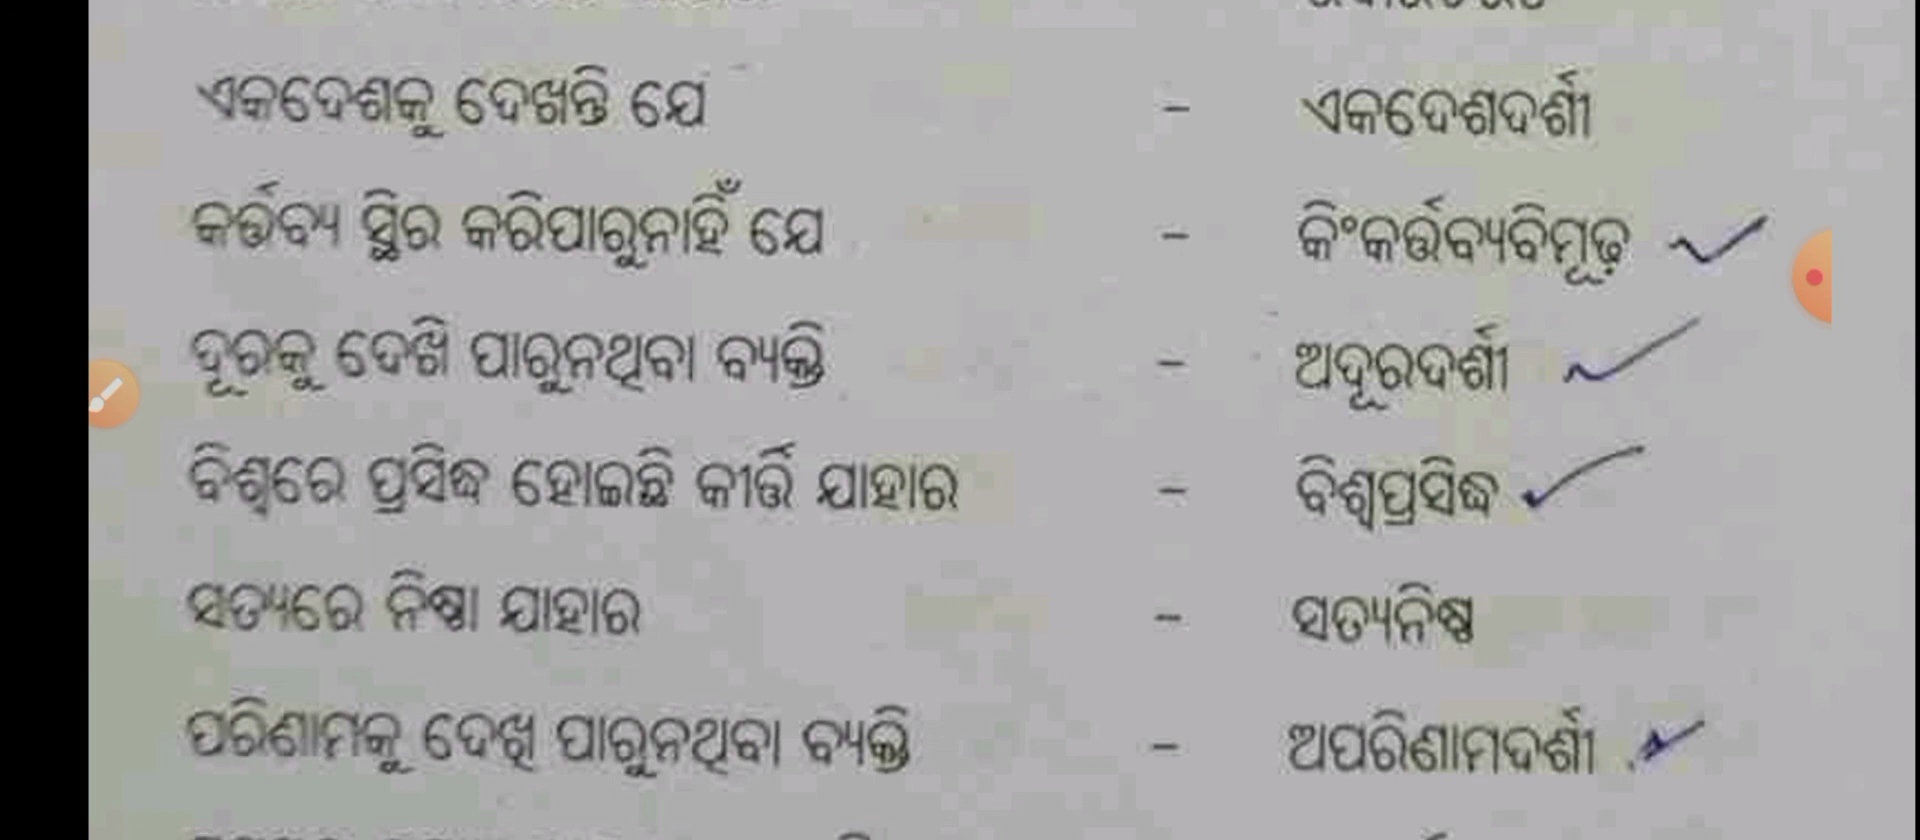 ଏକଦେଶକୁ ଦେଖନ୍ତି ଯେ - ଏକଦେଶଦର୍ଶୀ
କର୍ତ୍ତବ୍ୟ ସ୍ଥିର କରିପାରୁନାହିଁ ଯେ - କିଂକର୍ତ୍ତବ୍ୟବିମୂଢ଼
ଦୂରକୁ ଦେଖି ପାରୁନଥିବା ବ୍ୟକ୍ତି - ଅଦୂରଦର୍ଶୀ
ବିଶ୍ୱରେ ପ୍ରସିଦ୍ଧ ହୋଇଛି କୀର୍ତ୍ତି ଯାହାର - ବିଶ୍ୱପ୍ରସିଦ୍ଧ
ସତ୍ୟରେ ନିଷ୍ଠା ଯାହାର - ସତ୍ୟନିଷ୍ଠ
ପରିଣାମକୁ ଦେଖି ପାରୁନଥିବା ବ୍ୟକ୍ତି - ଅପରିଣାମଦର୍ଶୀ